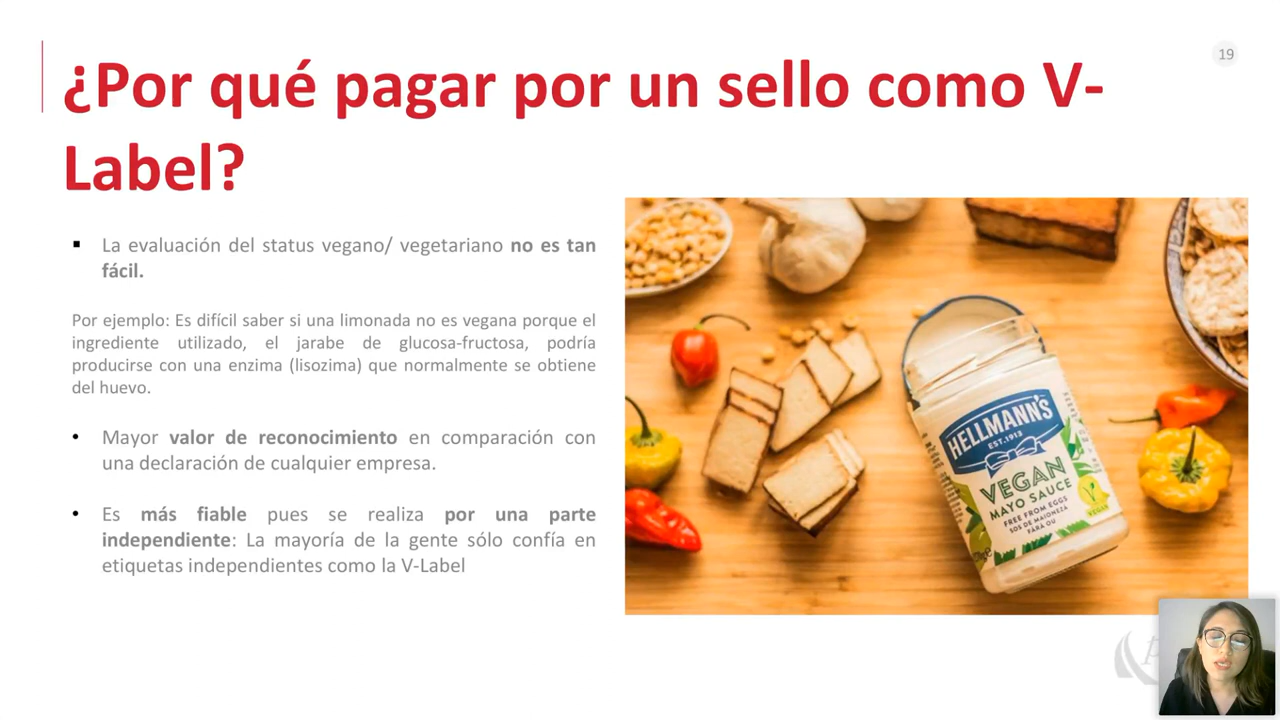 19
¿Por qué pagar por un sello como V-
Label?
▪ La evaluación del status vegano/ vegetariano no es tan
fácil.
Por ejemplo: Es difícil saber si una limonada no es vegana porque el
ingrediente utilizado, el jarabe de glucosa-fructosa, podría
producirse con una enzima (lisozima) que normalmente se obtiene
del huevo.
• Mayor valor de reconocimiento en comparación con
una declaración de cualquier empresa.
• Es más fiable pues se realiza por una parte
independiente: La mayoría de la gente sólo confía en
etiquetas independientes como la V-Label
HELLMANN'S
EST.1913
VEGAN
MAYO SAUCE
FREE FROM EGGS
SOS DE MAIONEZA
FĂRĂ OU
VEGAN